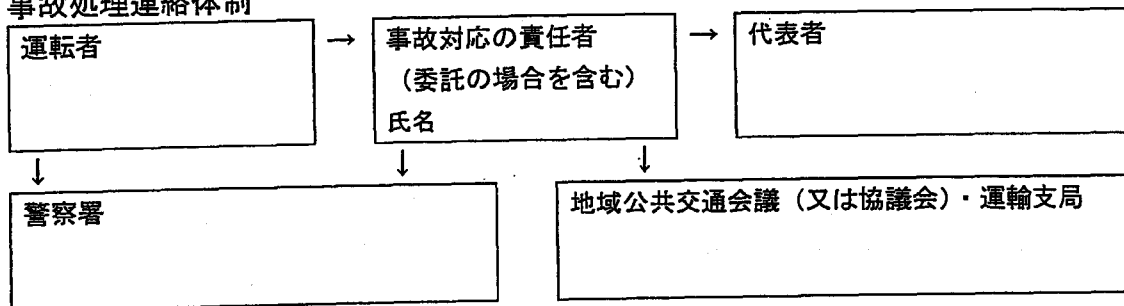 事故処理連絡体制
運転者
→
事故対応の責任者
（委託の場合を含む）
氏名
→
代表者
↓
↓
↓
警察署
地域公共交通会議（又は協議会）・運輸支局